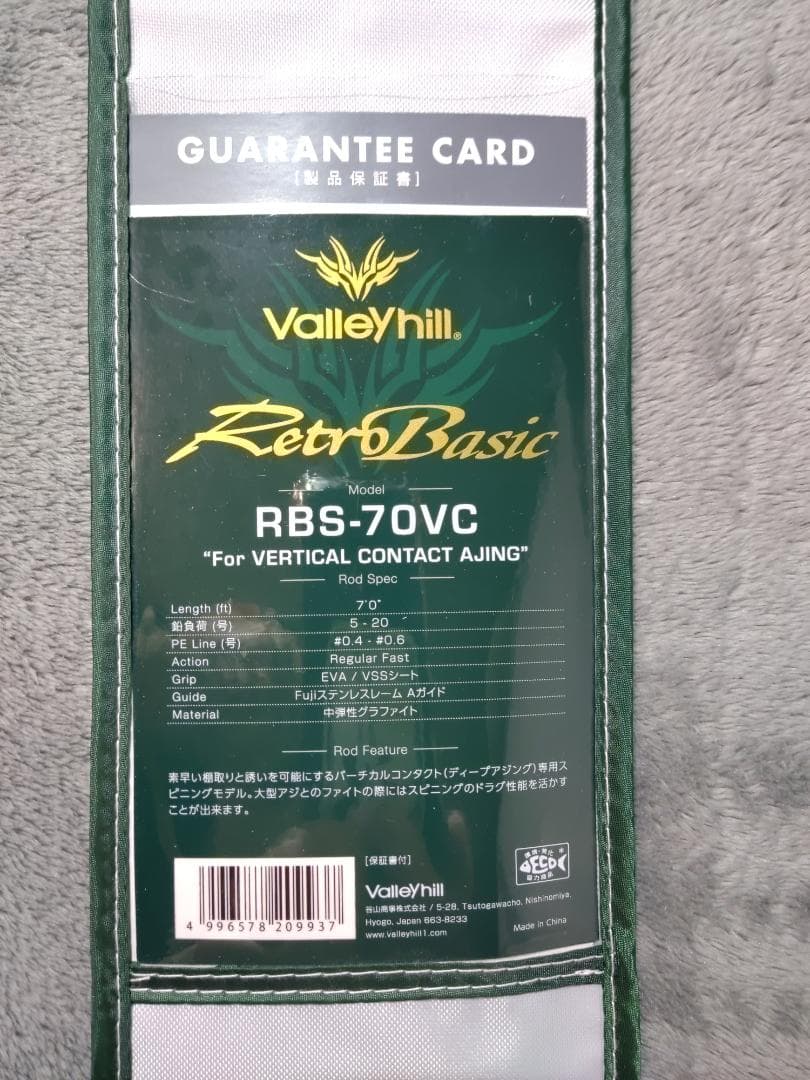 GUARANTEE CARD
[製品保証書]
Valleyhill®
RetroBasic
Model
RBS-70VC
"For VERTICAL CONTACT AJING"
Rod Spec
Length (ft) 7'0"
鉛負荷 (号) 5 - 20
PE Line (号) #0.4 - #0.6
Action Regular Fast
Grip EVA / VSSシート
Guide Fujiステンレスレーム Aガイド
Material 中弾性グラファイト
Rod Feature
素早い棚取りと誘いを可能にするバーチカルコンタクト(ディープアジング)専用ス
ピニングモデル。大型アジとのファイトの際にはスピニングのドラグ性能を活かす
ことが出来ます。
[保証書付]
Valleyhill
谷山商事株式会社 / 5-28, Tsutogawacho, Nishinomiya,
Hyogo, Japan 663-8233
www.valleyhill1.com
Made in China
4 996578 209937